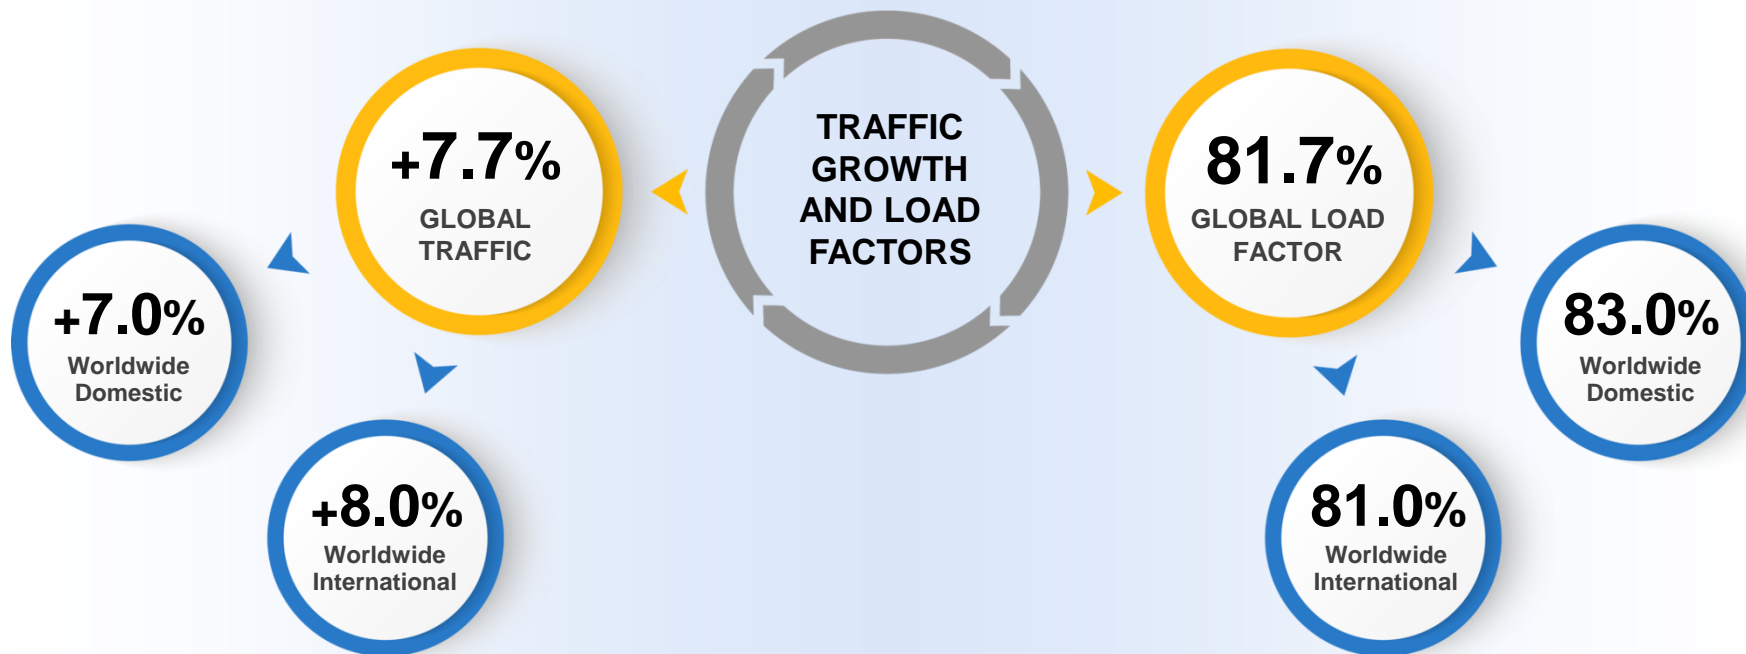 TRAFFIC
GROWTH
AND LOAD
FACTORS
+7.7%
GLOBAL
TRAFFIC
+7.0%
Worldwide
Domestic
+8.0%
Worldwide
International
81.7%
GLOBAL LOAD
FACTOR
83.0%
Worldwide
Domestic
81.0%
Worldwide
International